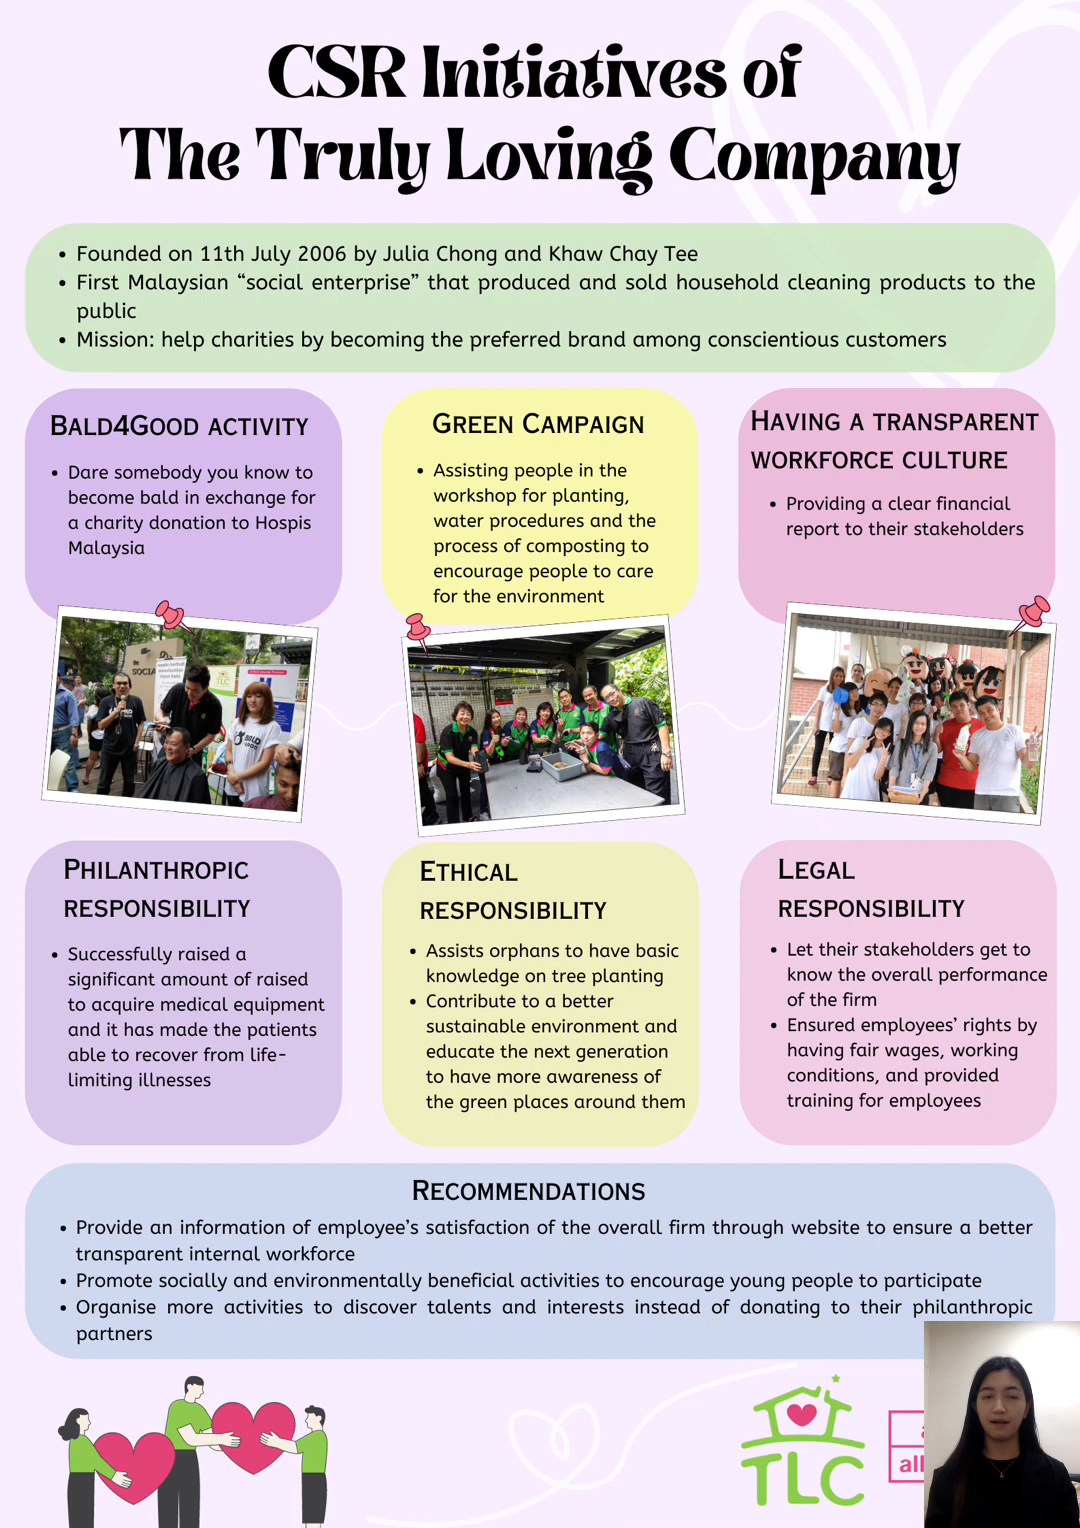 CSR Initiatives of
The Truly Loving Company
• Founded on 11th July 2006 by Julia Chong and Khaw Chay Tee
• First Malaysian “social enterprise” that produced and sold household cleaning products to the
public
• Mission: help charities by becoming the preferred brand among conscientious customers
Bald4Good activity
• Dare somebody you know to
become bald in exchange for
a charity donation to Hospis
Malaysia
Green Campaign
• Assisting people in the
workshop for planting,
water procedures and the
process of composting to
encourage people to care
for the environment
Having a transparent
workforce culture
• Providing a clear financial
report to their stakeholders
SOCIA
TLC
BALD
Philanthropic
responsibility
• Successfully raised a
significant amount of raised
to acquire medical equipment
and it has made the patients
able to recover from life-
limiting illnesses
Ethical
responsibility
• Assists orphans to have basic
knowledge on tree planting
• Contribute to a better
sustainable environment and
educate the next generation
to have more awareness of
the green places around them
Legal
responsibility
• Let their stakeholders get to
know the overall performance
of the firm
• Ensured employees’ rights by
having fair wages, working
conditions, and provided
training for employees
Recommendations
• Provide an information of employee’s satisfaction of the overall firm through website to ensure a better
transparent internal workforce
• Promote socially and environmentally beneficial activities to encourage young people to participate
• Organise more activities to discover talents and interests instead of donating to their philanthropic
partners
TLC
a
all